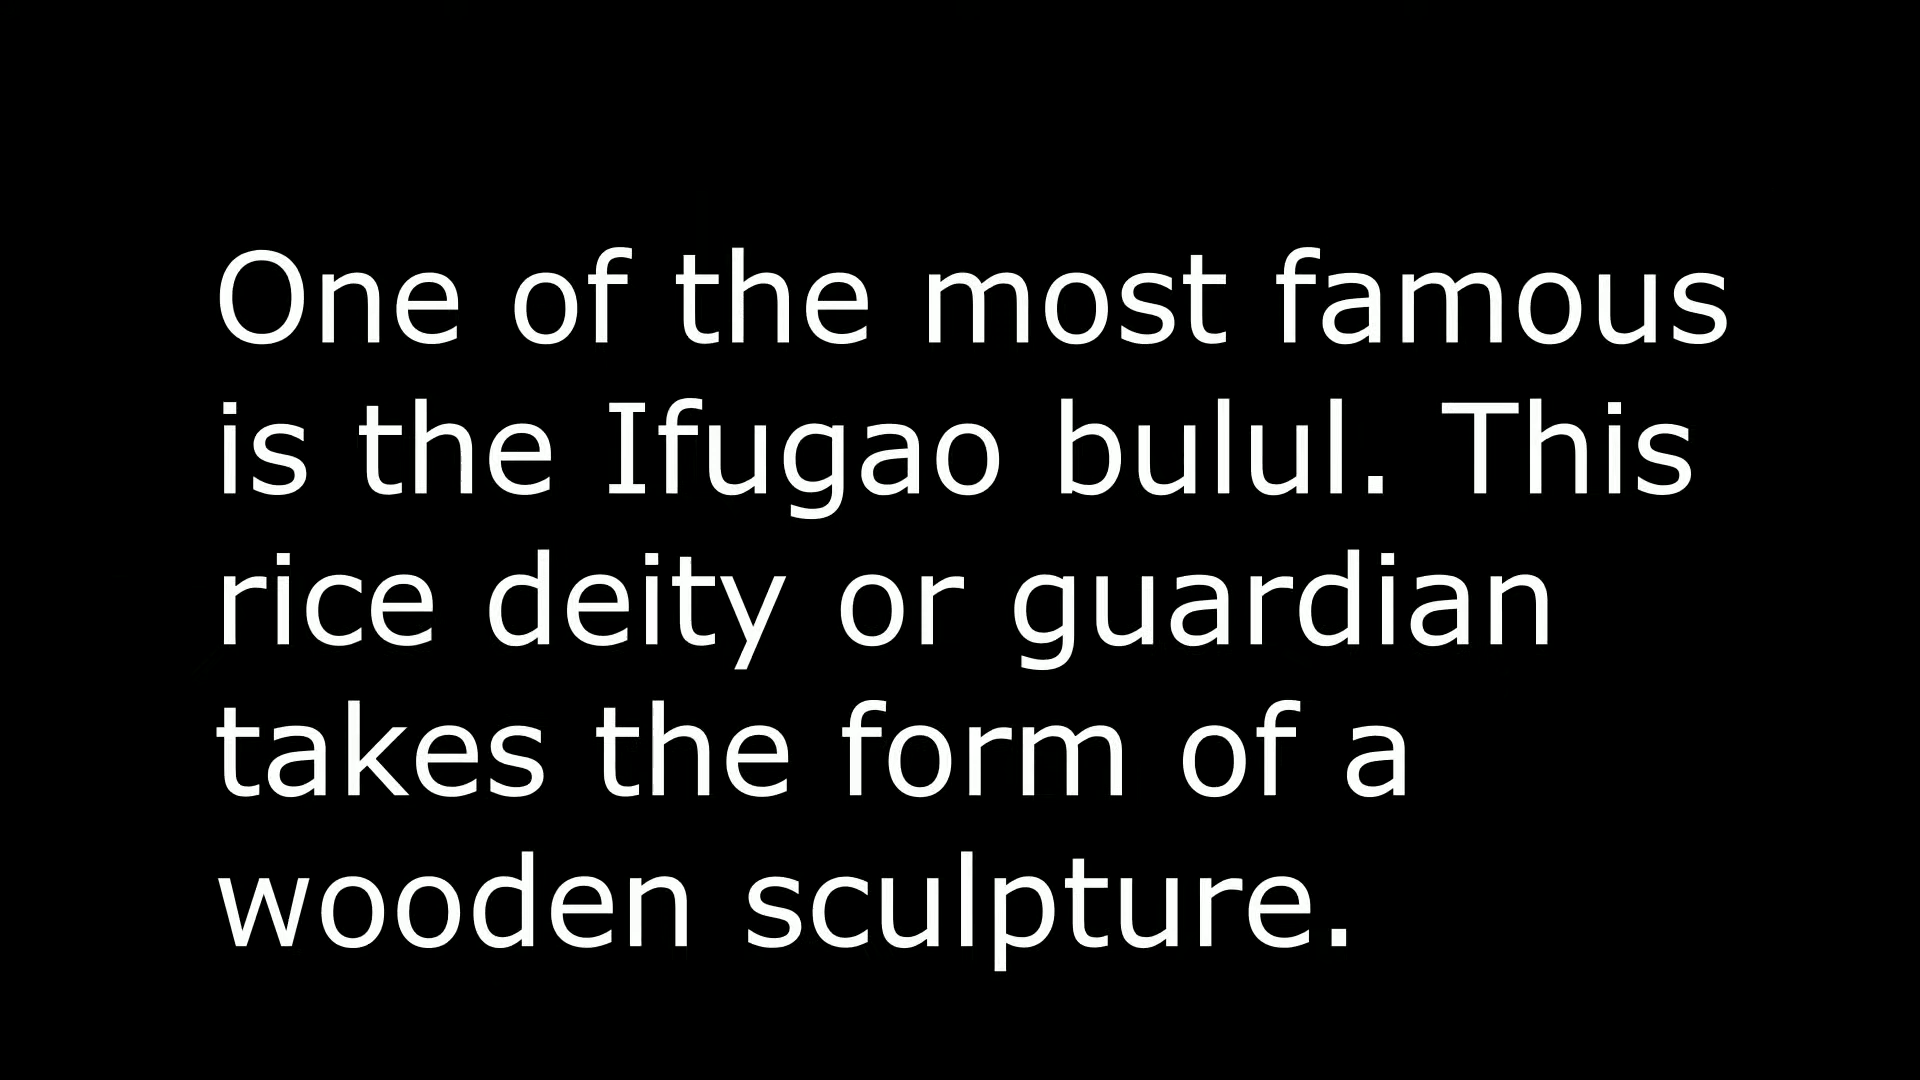 One of the most famous
is the Ifugao bulul. This
rice deity or guardian
takes the form of a
wooden sculpture.